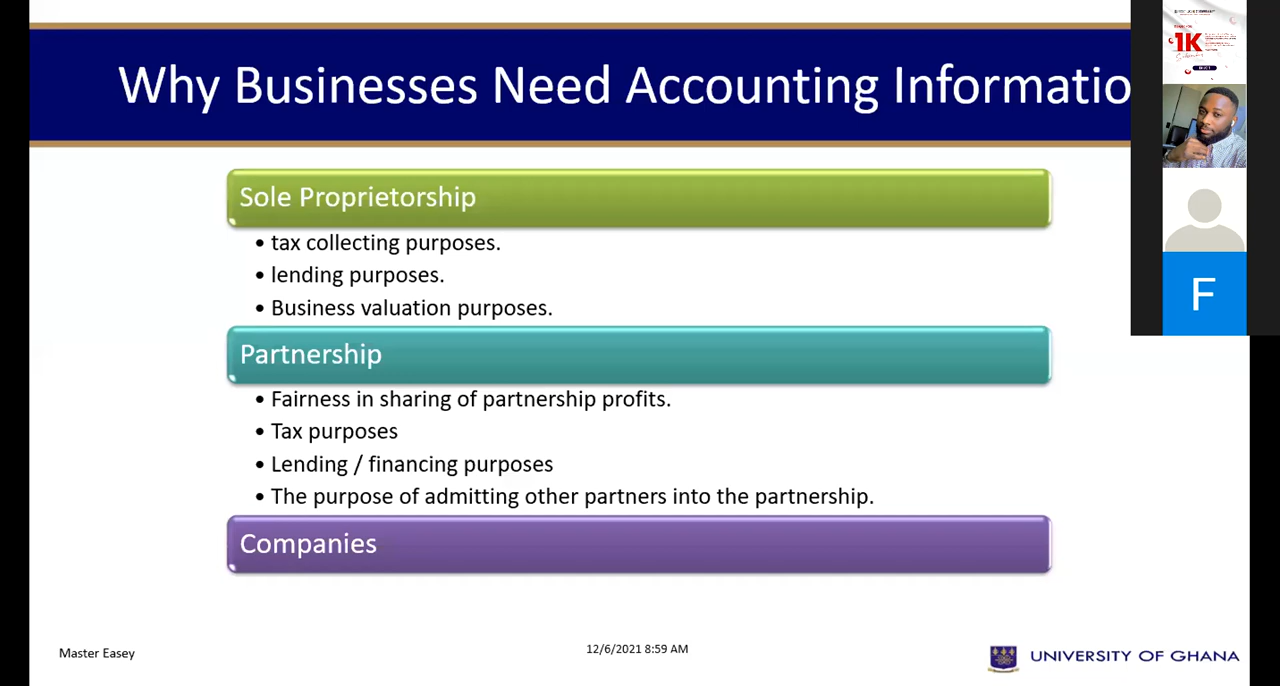 Why Businesses Need Accounting Informatio
1K
Sole Proprietorship
• tax collecting purposes.
• lending purposes.
• Business valuation purposes.
F
Partnership
• Fairness in sharing of partnership profits.
• Tax purposes
• Lending / financing purposes
• The purpose of admitting other partners into the partnership.
Companies
Master Easey
12/6/2021 8:59 AM
UNIVERSITY OF GHANA